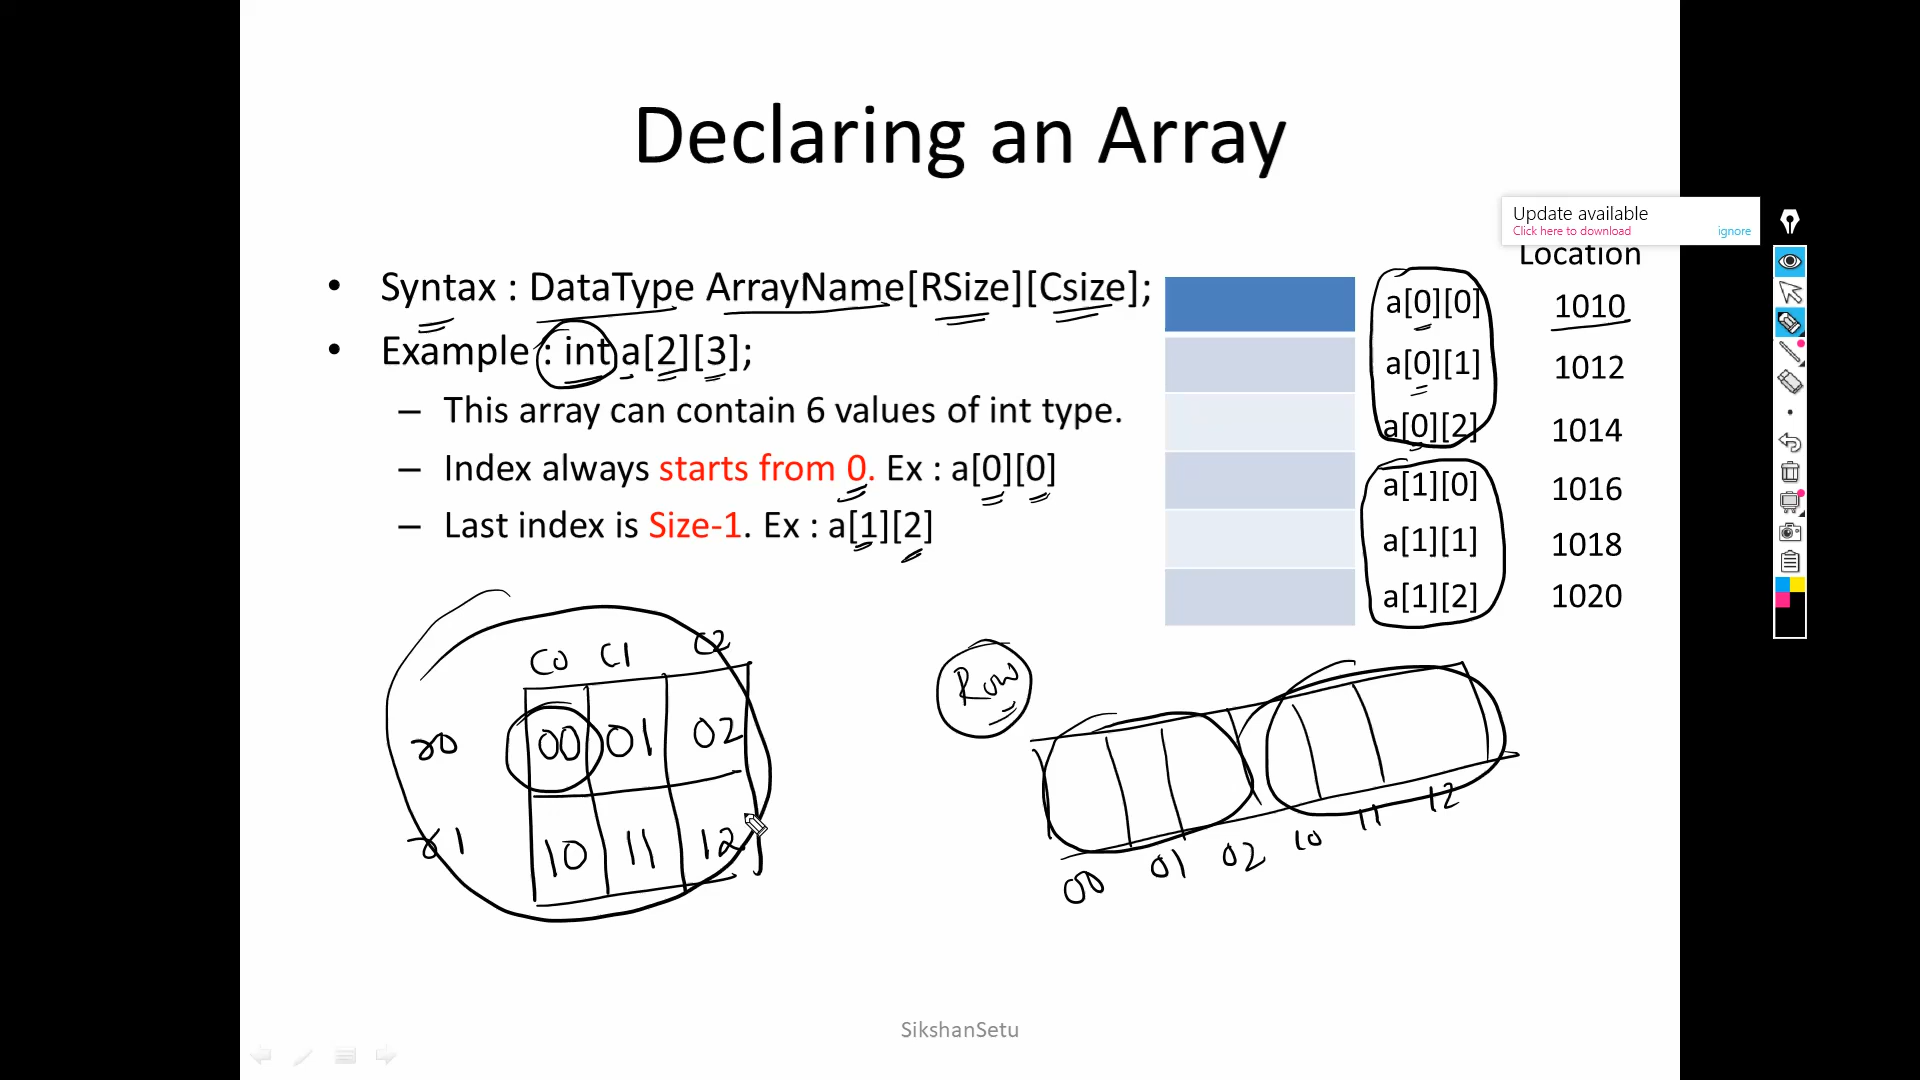 Declaring an Array
Update available
Click here to download ignore
Location
• Syntax : DataType ArrayName[RSize][Csize];
• Example : int a[2][3];
– This array can contain 6 values of int type.
– Index always starts from 0. Ex : a[0][0]
– Last index is Size-1. Ex : a[1][2]
a[0][0] 1010
a[0][1] 1012
a[0][2] 1014
a[1][0] 1016
a[1][1] 1018
a[1][2] 1020
C0 C1 C2
r0 00 01 02
r1 10 11 12
Row
00 01 02 10 11 12
SikshanSetu